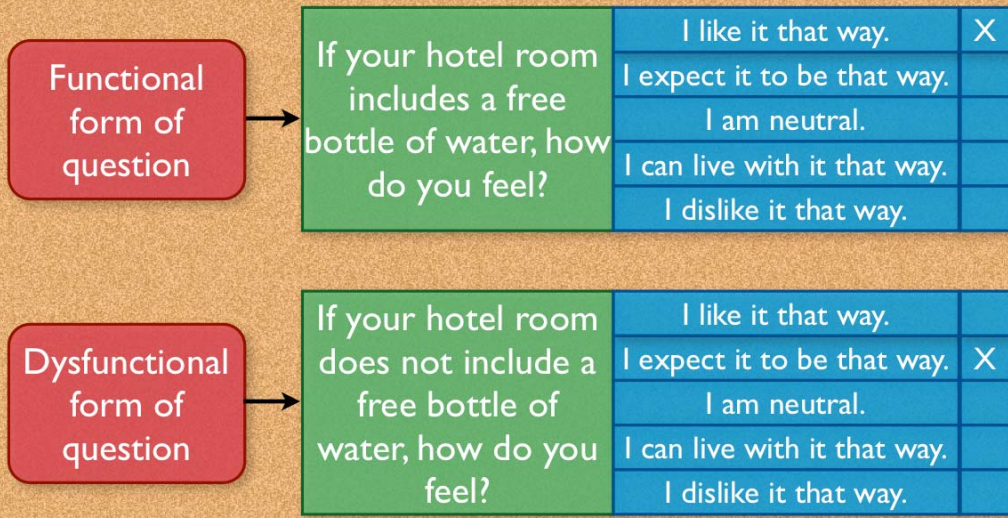 Functional
form of
question
If your hotel room
includes a free
bottle of water, how
do you feel?
I like it that way.
X
I expect it to be that way.
I am neutral.
I can live with it that way.
I dislike it that way.
Dysfunctional
form of
question
If your hotel room
does not include a
free bottle of
water, how do you
feel?
I like it that way.
I expect it to be that way.
X
I am neutral.
I can live with it that way.
I dislike it that way.